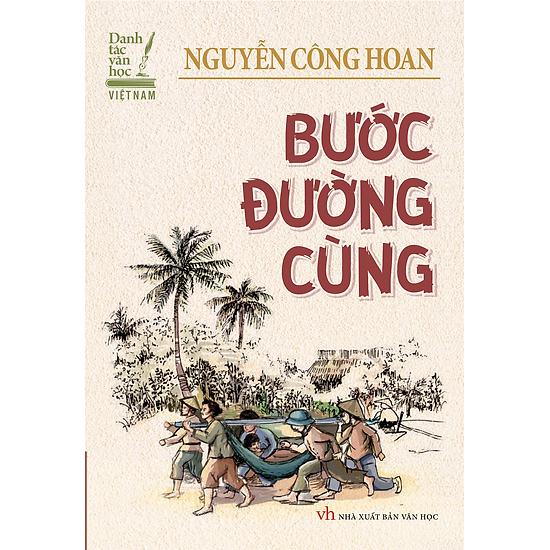 Danh
tác
văn
học
VIỆT NAM
NGUYỄN CÔNG HOAN
BƯỚC
ĐƯỜNG
CÙNG
vh NHÀ XUẤT BẢN VĂN HỌC